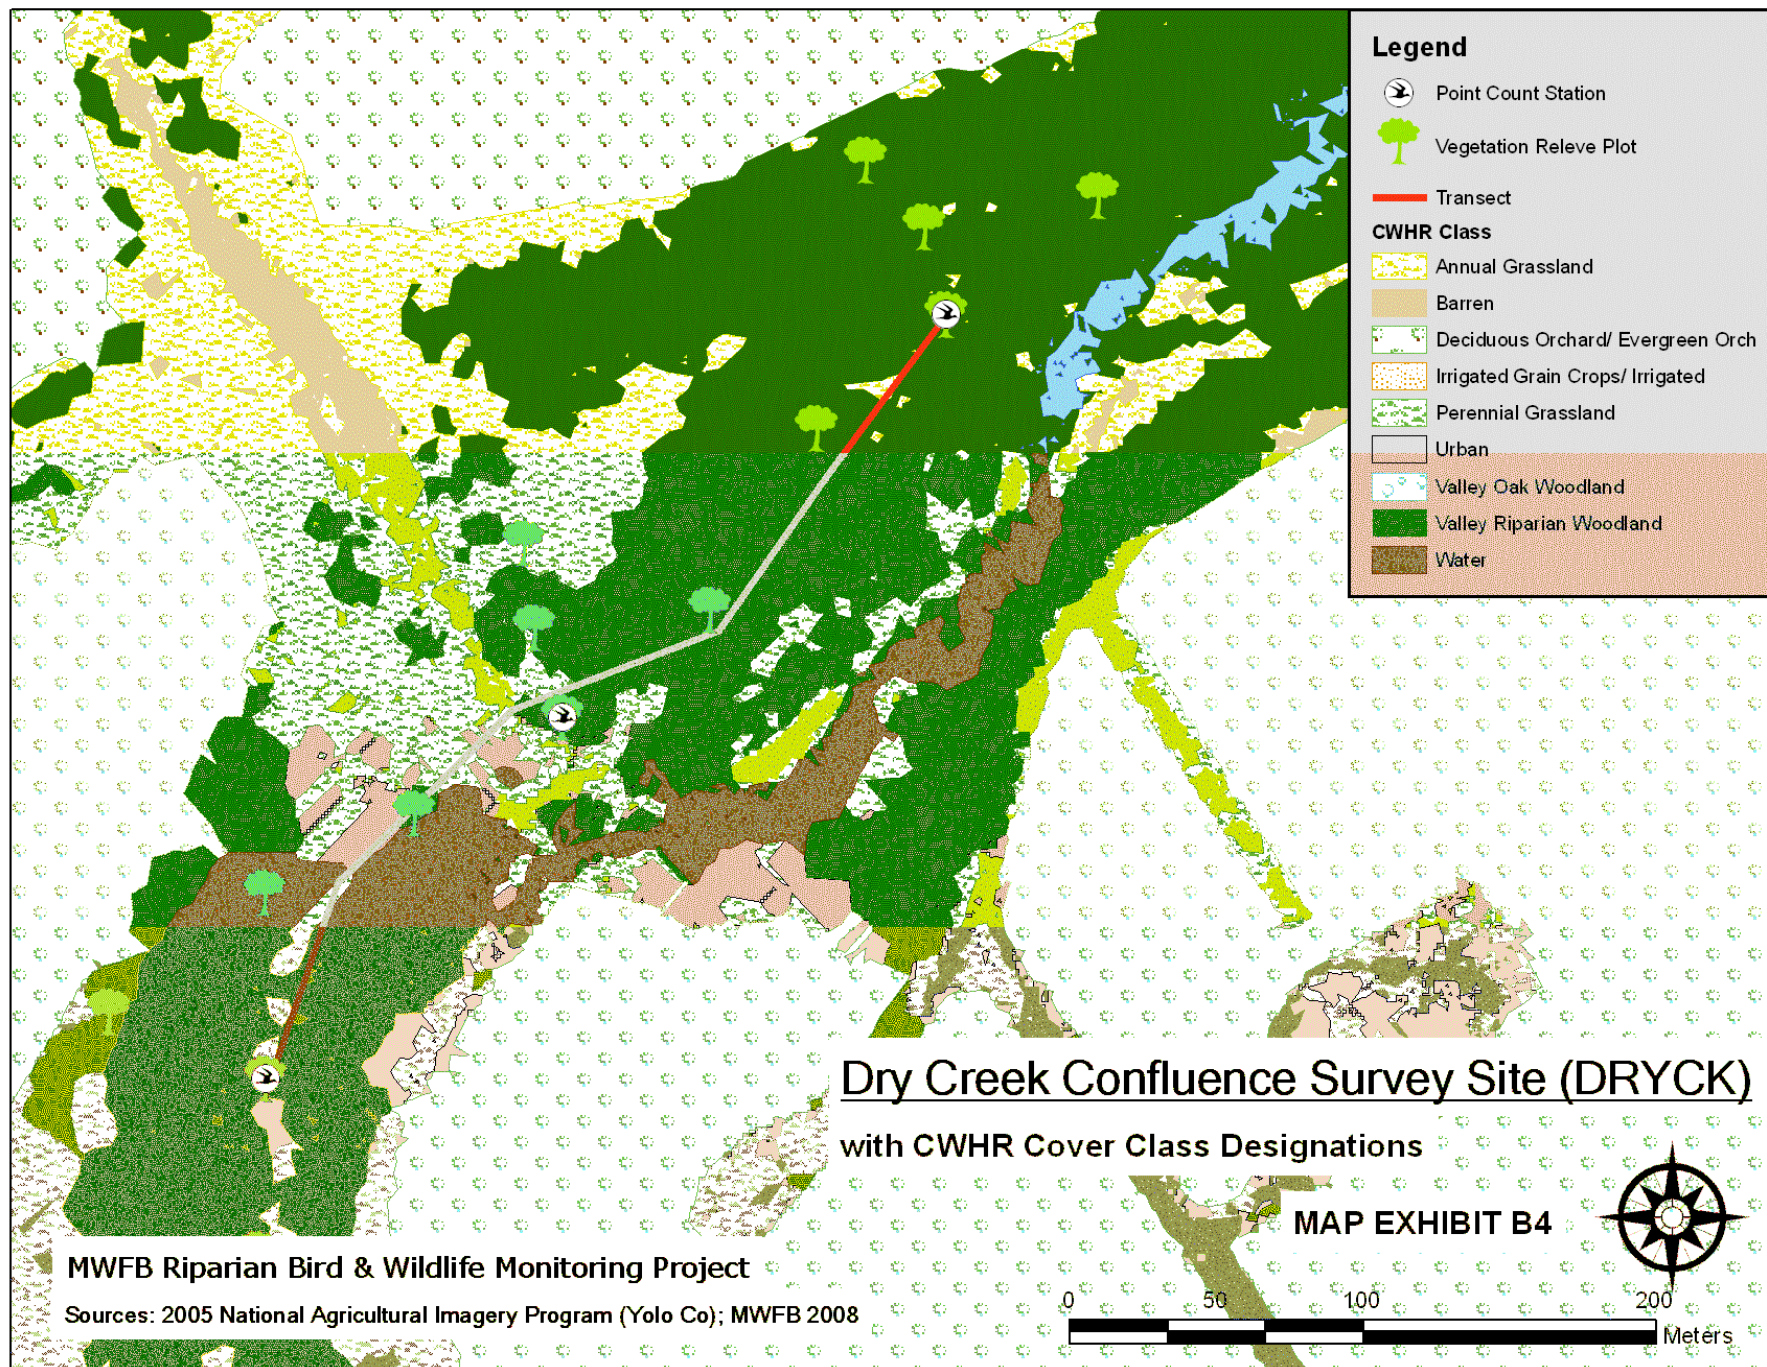 Legend
Point Count Station
Vegetation Releve Plot
Transect
CWHR Class
Annual Grassland
Barren
Deciduous Orchard/ Evergreen Orch
Irrigated Grain Crops/ Irrigated
Perennial Grassland
Urban
Valley Oak Woodland
Valley Riparian Woodland
Water
Dry Creek Confluence Survey Site (DRYCK)
with CWHR Cover Class Designations
MAP EXHIBIT B4
MWFB Riparian Bird & Wildlife Monitoring Project
Sources: 2005 National Agricultural Imagery Program (Yolo Co); MWFB 2008
0 50 100 200
Meters